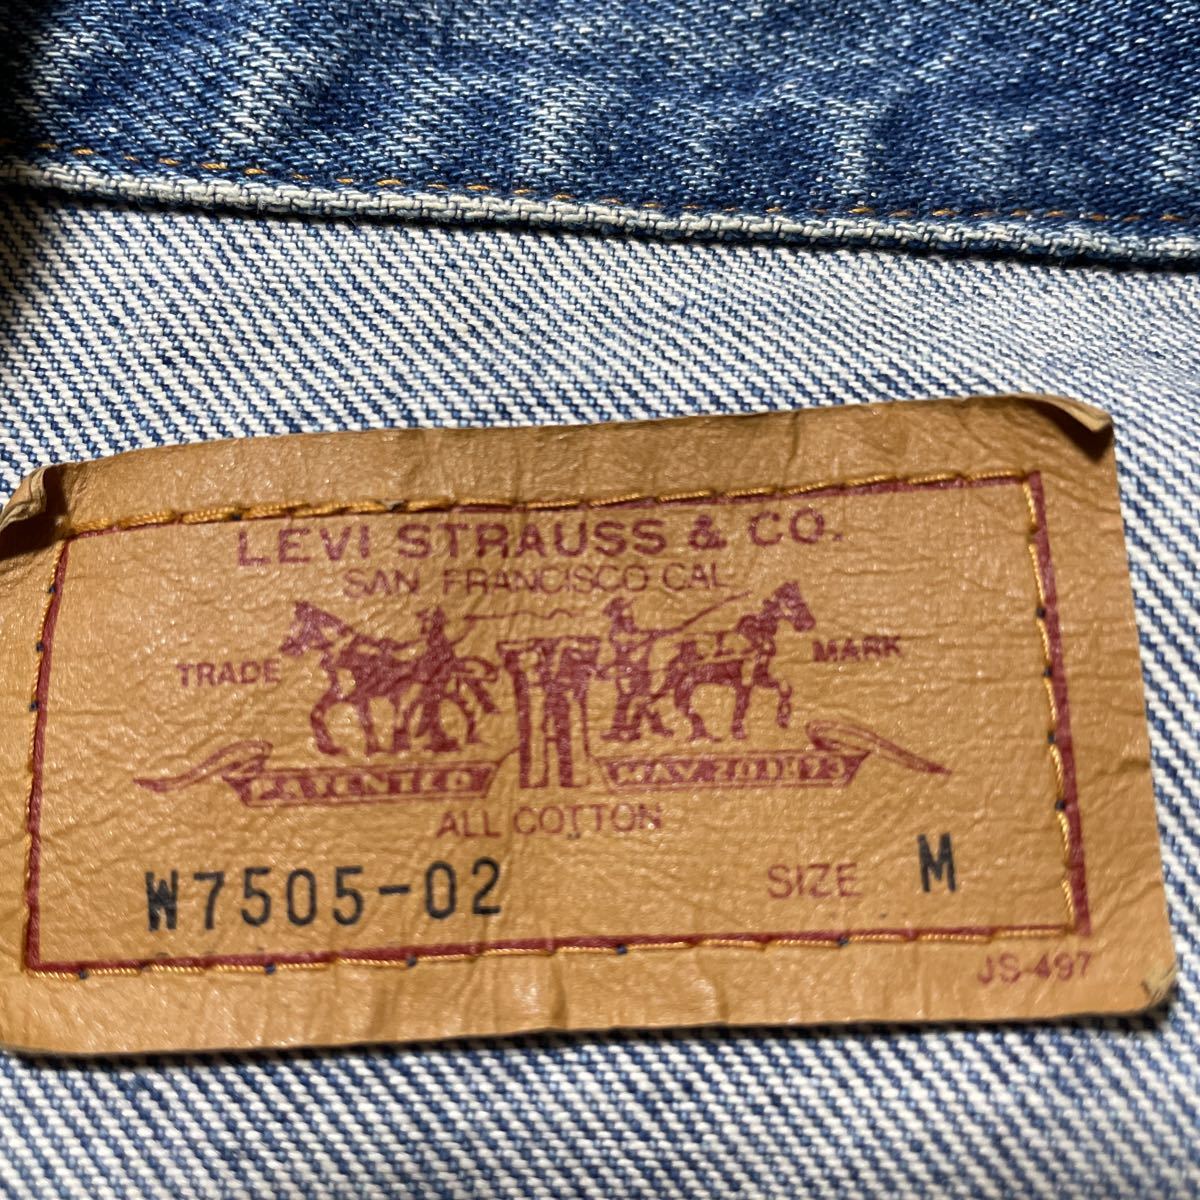 LEVI STRAUSS & CO.
SAN FRANCISCO CAL
TRADE MARK
PATENTED MAY 20 1873
ALL COTTON
W7505-02 SIZE M
JS-497